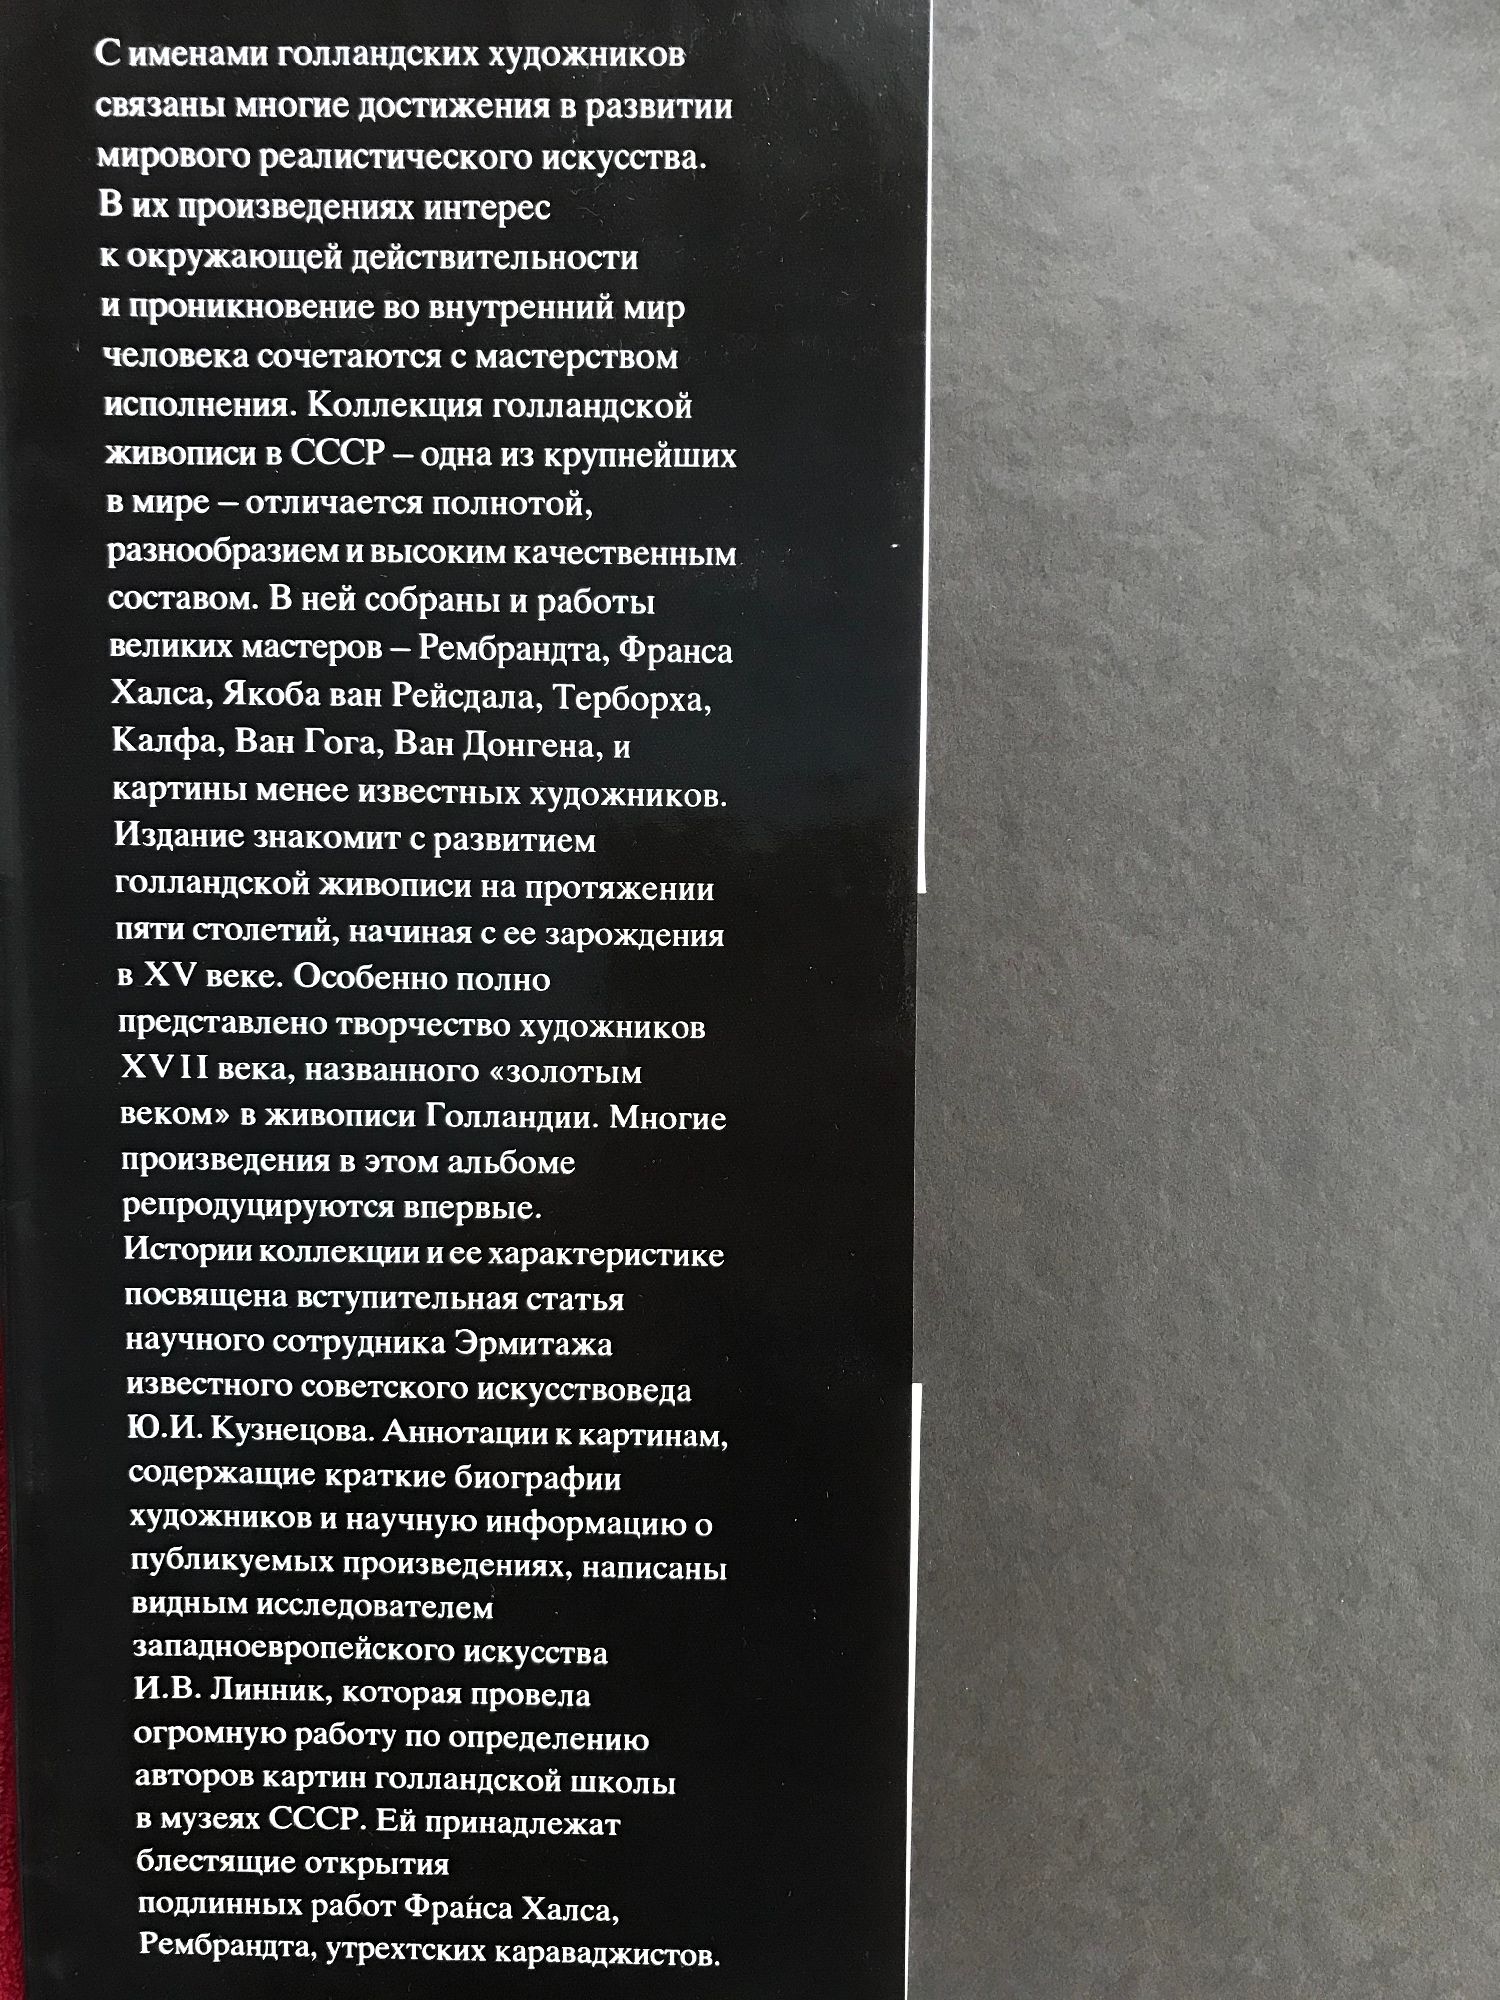 С именами голландских художников
связаны многие достижения в развитии
мирового реалистического искусства.
В их произведениях интерес
к окружающей действительности
и проникновение во внутренний мир
человека сочетаются с мастерством
исполнения. Коллекция голландской
живописи в СССР – одна из крупнейших
в мире – отличается полнотой,
разнообразием и высоким качественным
составом. В ней собраны и работы
великих мастеров – Рембрандта, Франса
Халса, Якоба ван Рейсдала, Терборха,
Калфа, Ван Гога, Ван Донгена, и
картины менее известных художников.
Издание знакомит с развитием
голландской живописи на протяжении
пяти столетий, начиная с ее зарождения
в XV веке. Особенно полно
представлено творчество художников
XVII века, названного «золотым
веком» в живописи Голландии. Многие
произведения в этом альбоме
репродуцируются впервые.
Истории коллекции и ее характеристике
посвящена вступительная статья
научного сотрудника Эрмитажа
известного советского искусствоведа
Ю.И. Кузнецова. Аннотации к картинам,
содержащие краткие биографии
художников и научную информацию о
публикуемых произведениях, написаны
видным исследователем
западноевропейского искусства
И.В. Линник, которая провела
огромную работу по определению
авторов картин голландской школы
в музеях СССР. Ей принадлежат
блестящие открытия
подлинных работ Франса Халса,
Рембрандта, утрехтских караваджистов.